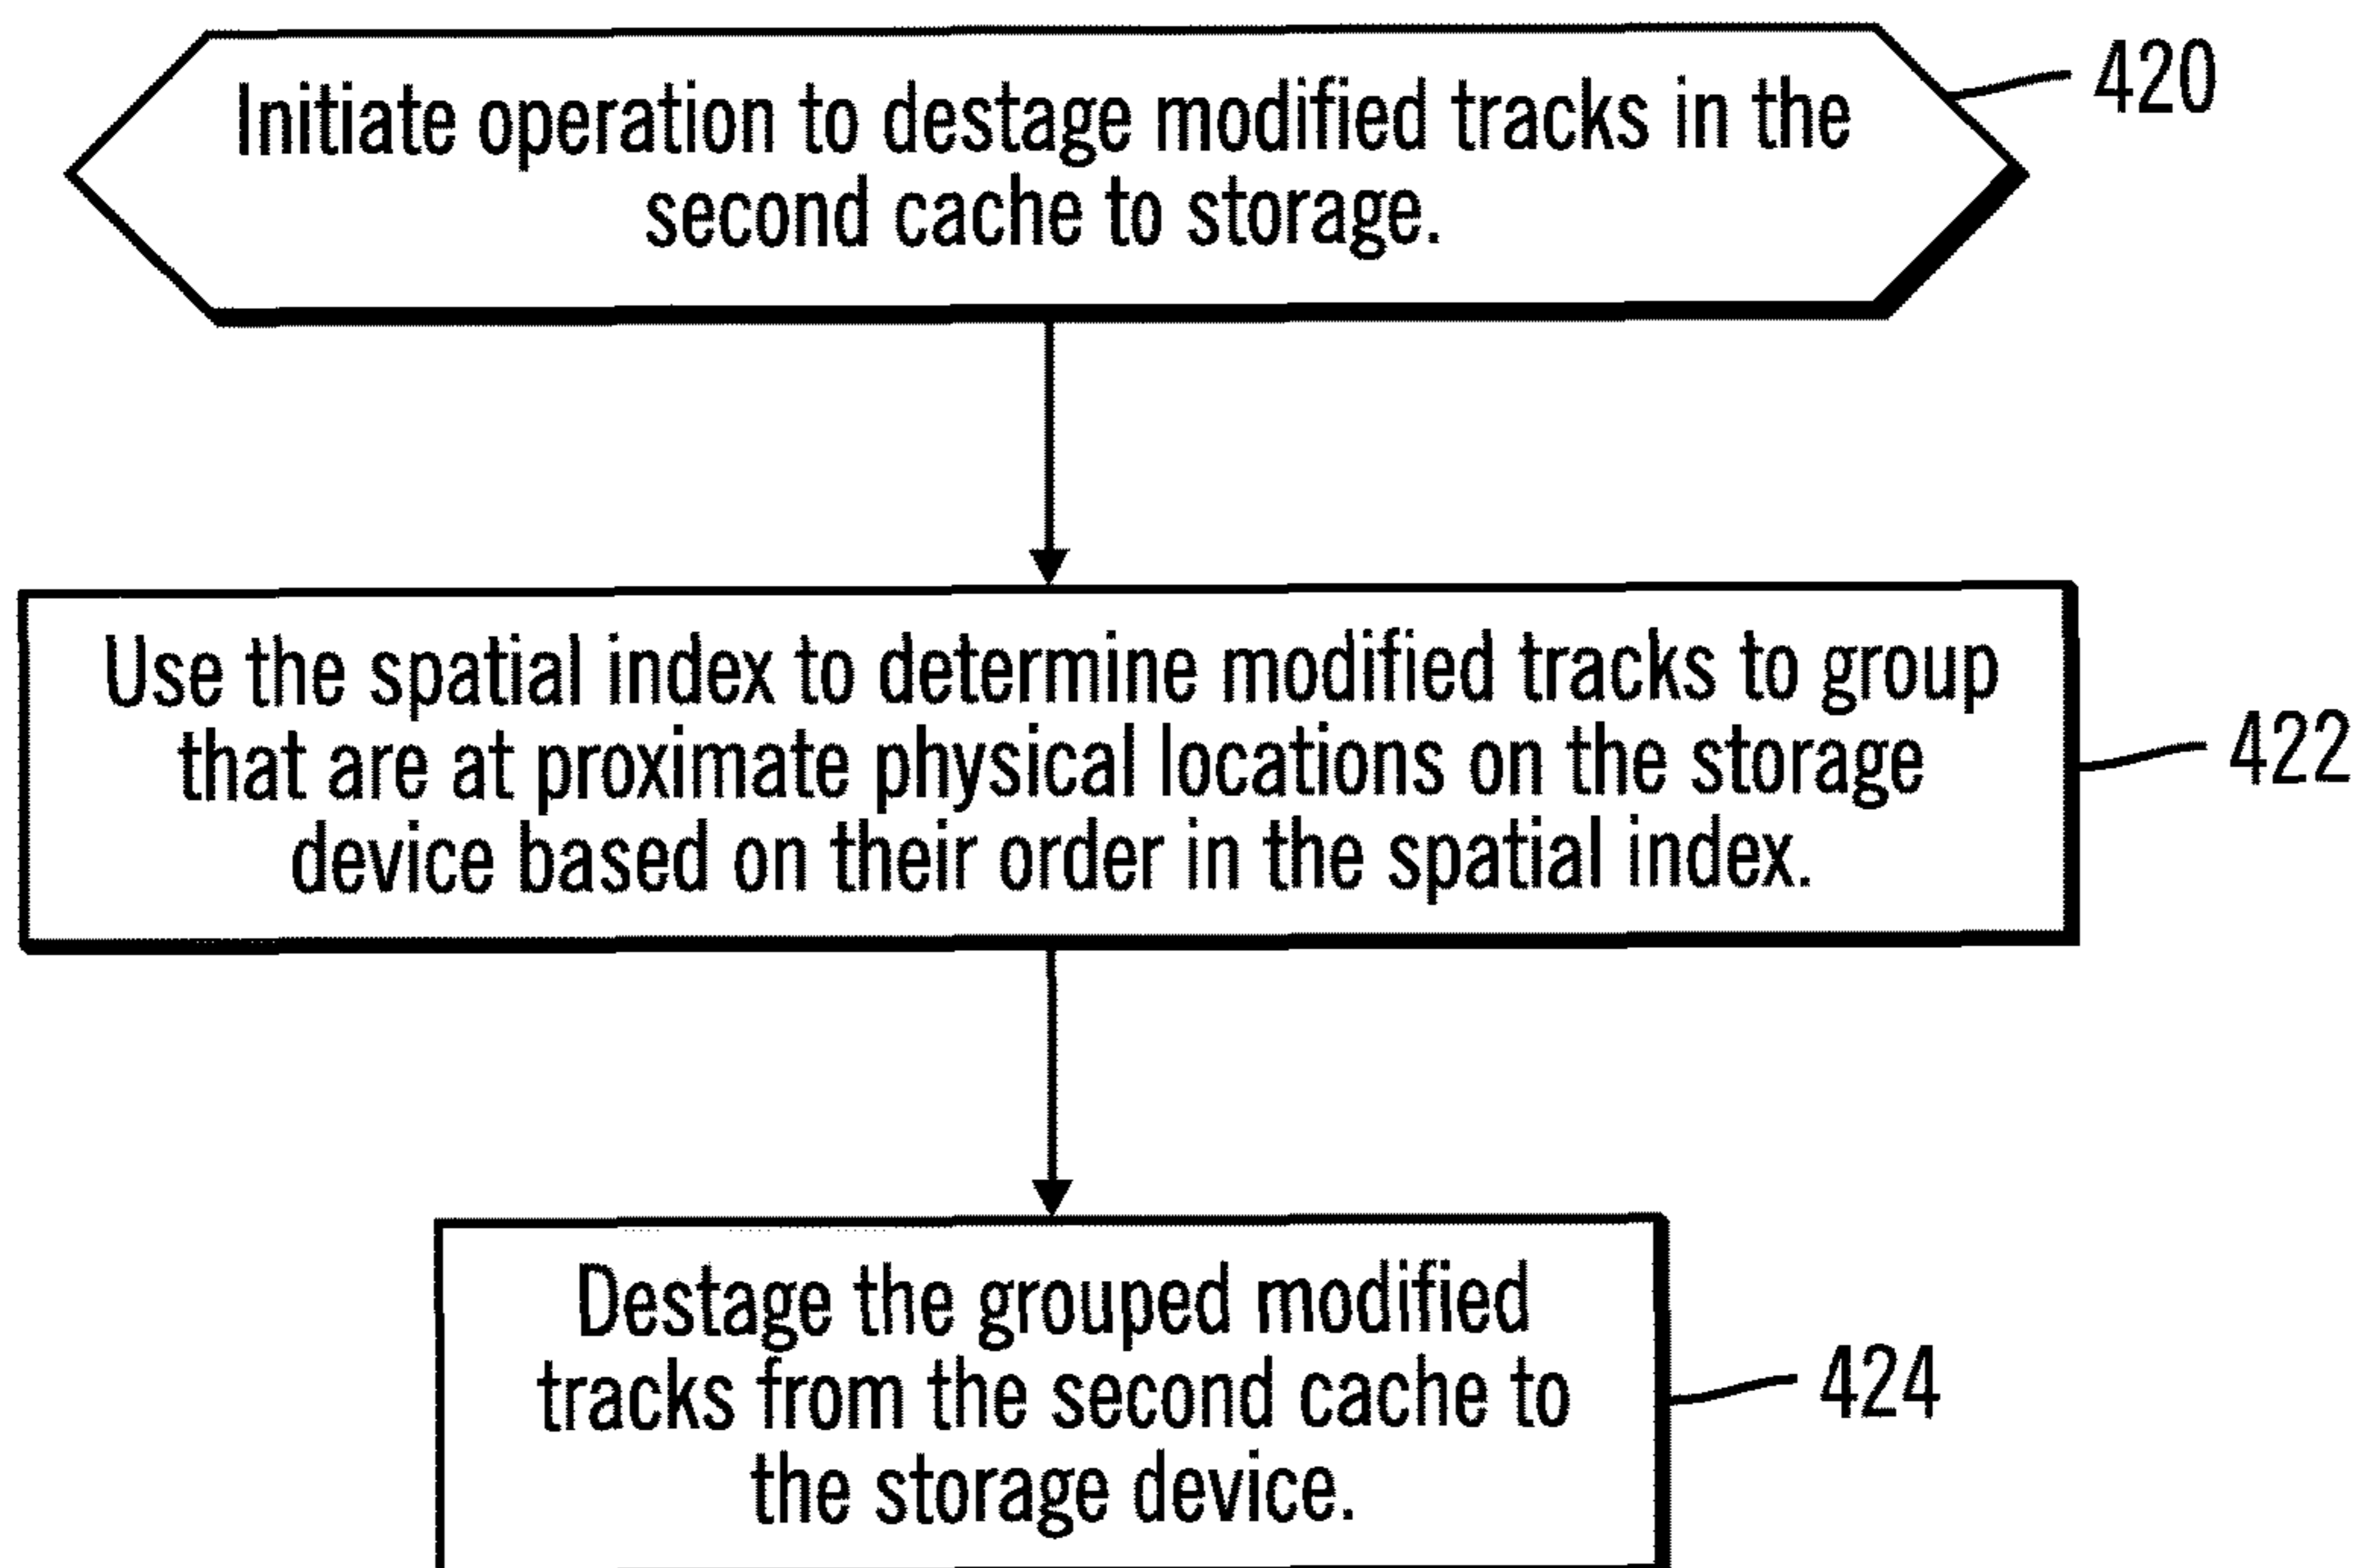 Initiate operation to destage modified tracks in the
second cache to storage.
420
Use the spatial index to determine modified tracks to group
that are at proximate physical locations on the storage
device based on their order in the spatial index.
422
Destage the grouped modified
tracks from the second cache to
the storage device.
424